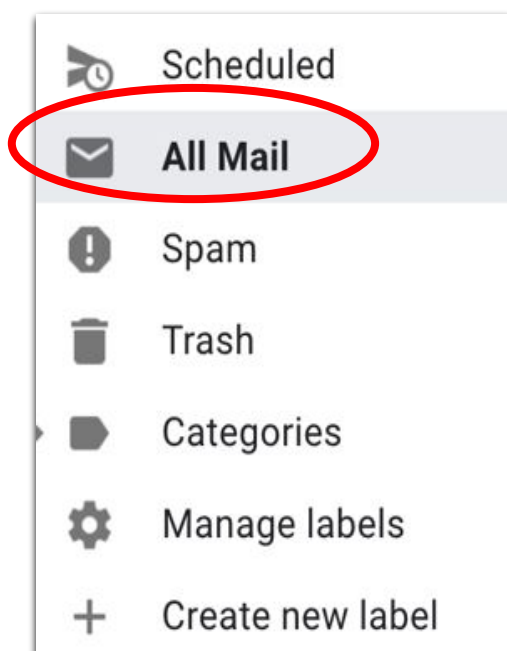 Scheduled
All Mail
Spam
Trash
Categories
Manage labels
Create new label